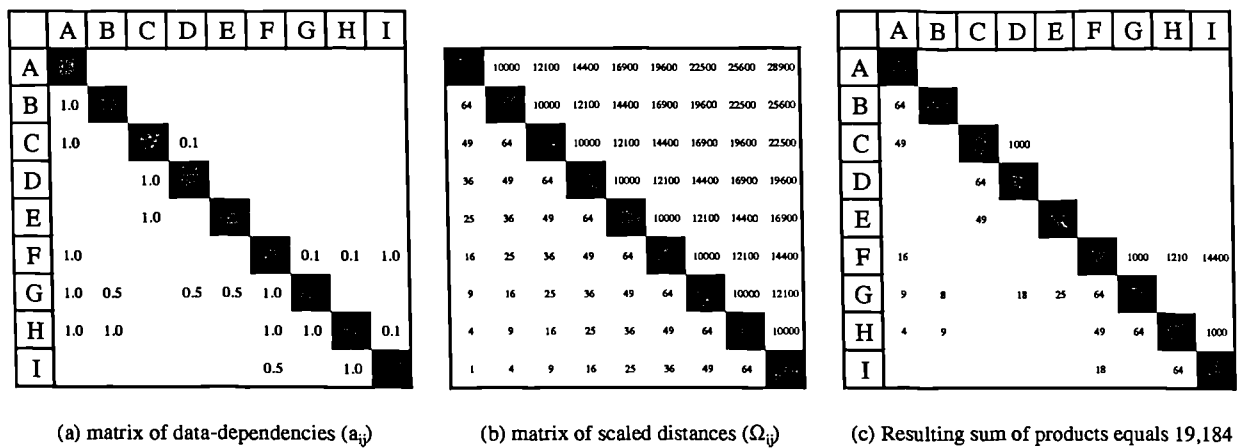 A B C D E F G H I
A
B 1.0
C 1.0 0.1
D 1.0
E 1.0
F 1.0 0.1 0.1 1.0
G 1.0 0.5 0.5 0.5 1.0
H 1.0 1.0 1.0 1.0 0.1
I 0.5 1.0
(a) matrix of data-dependencies (aij)
10000 12100 14400 16900 19600 22500 25600 28900
64 10000 12100 14400 16900 19600 22500 25600
49 64 10000 12100 14400 16900 19600 22500
36 49 64 10000 12100 14400 16900 19600
25 36 49 64 10000 12100 14400 16900
16 25 36 49 64 10000 12100 14400
9 16 25 36 49 64 10000 12100
4 9 16 25 36 49 64 10000
1 4 9 16 25 36 49 64
(b) matrix of scaled distances (Ωij)
A B C D E F G H I
A
B 64
C 49 1000
D 64
E 49
F 16 1000 1210 14400
G 9 8 18 25 64
H 4 9 49 64 1000
I 18 64
(c) Resulting sum of products equals 19,184